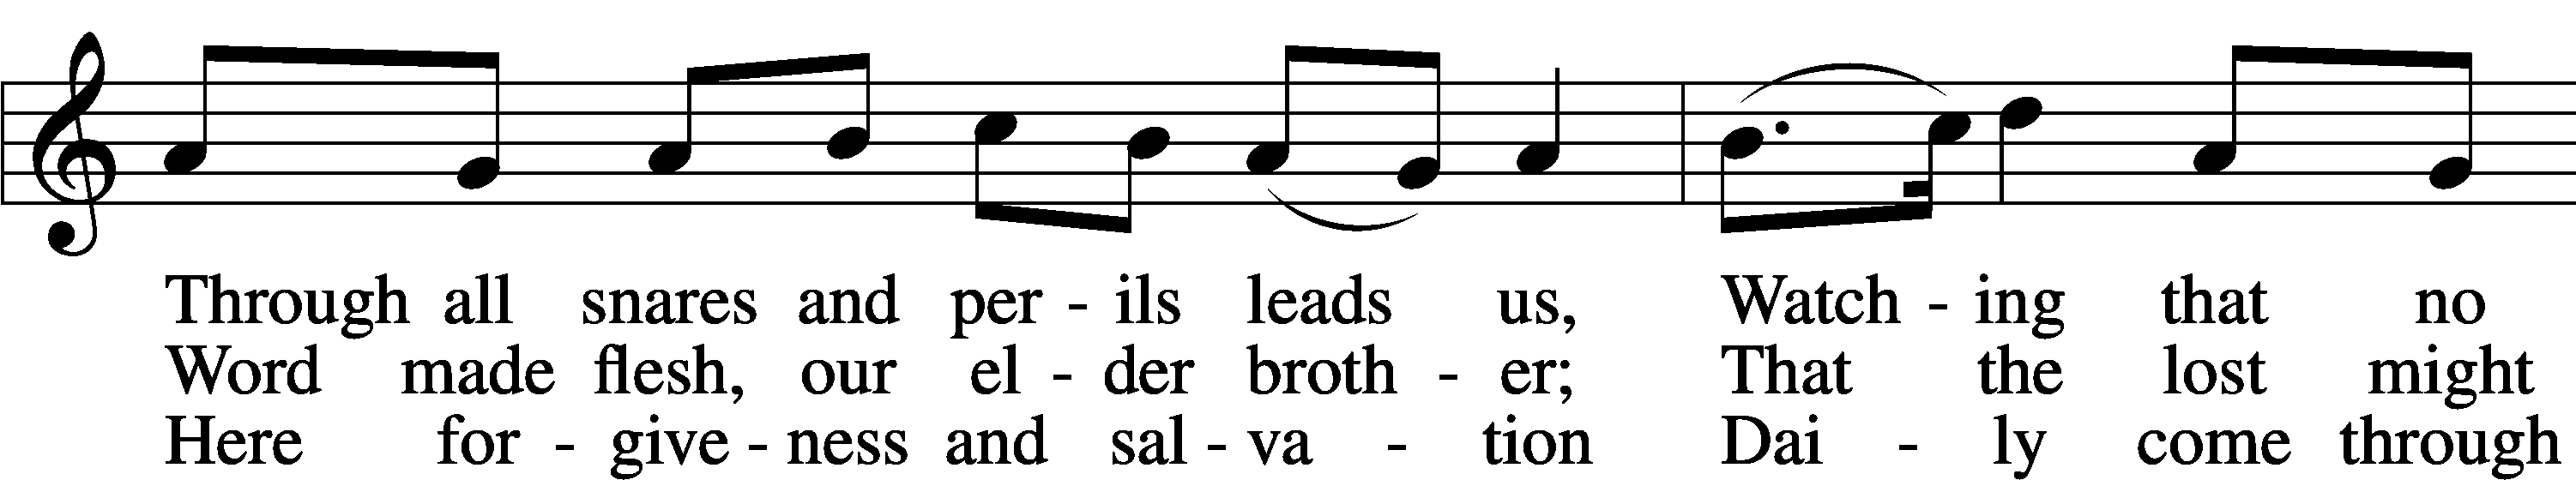 Through all snares and per - ils leads us, Watch - ing that no
Word made flesh, our el - der broth - er; That the lost might
Here for - give - ness and sal - va - tion Dai - ly come through